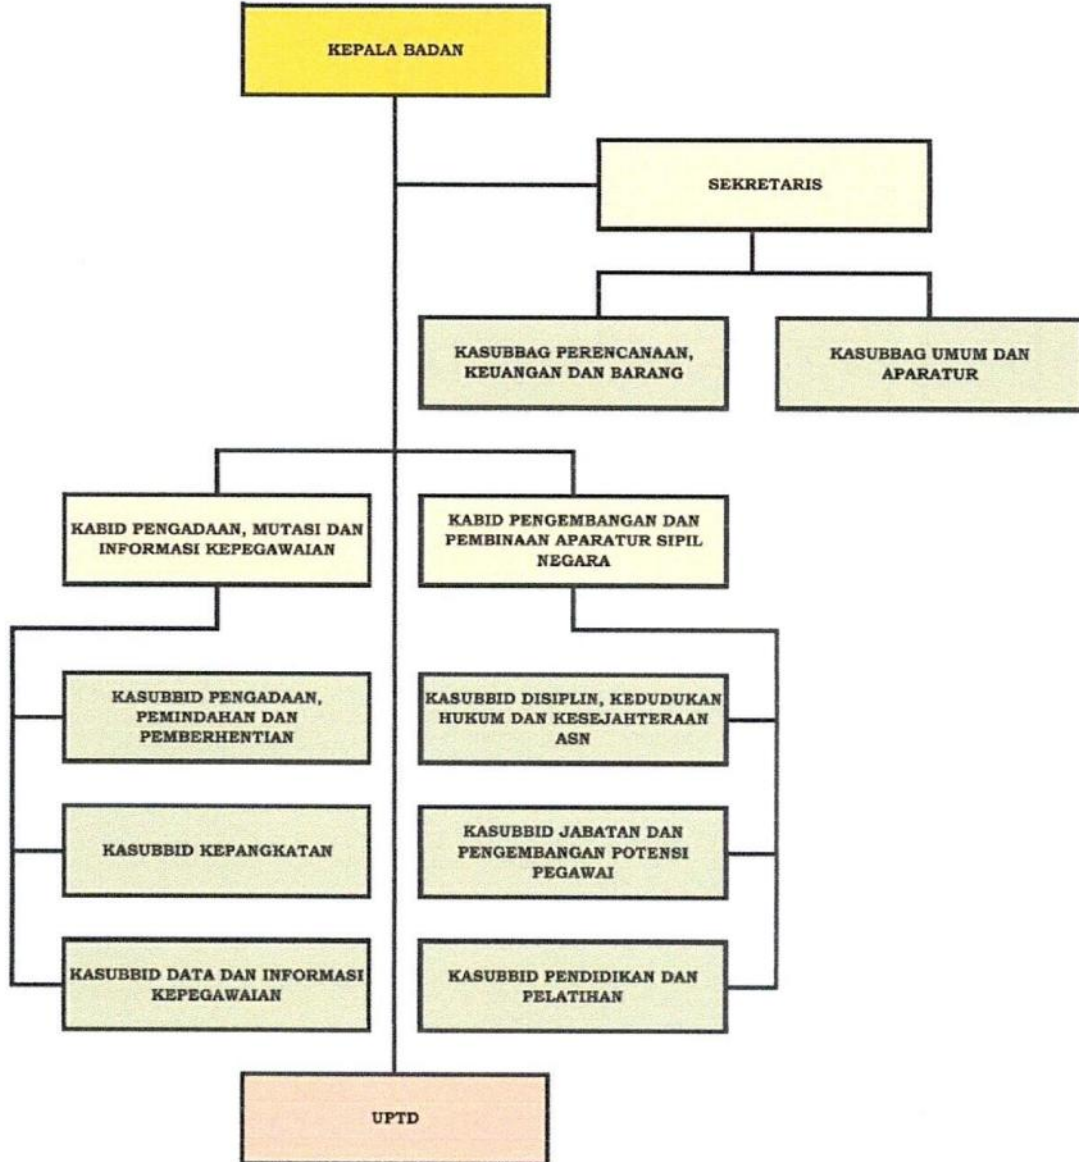 KEPALA BADAN
SEKRETARIS
KASUBBAG PERENCANAAN,
KEUANGAN DAN BARANG
KASUBBAG UMUM DAN
APARATUR
KABID PENGADAAN, MUTASI DAN
INFORMASI KEPEGAWAIAN
KABID PENGEMBANGAN DAN
PEMBINAAN APARATUR SIPIL
NEGARA
KASUBBID PENGADAAN,
PEMINDAHAN DAN
PEMBERHENTIAN
KASUBBID DISIPLIN, KEDUDUKAN
HUKUM DAN KESEJAHTERAAN
ASN
KASUBBID KEPANGKATAN
KASUBBID JABATAN DAN
PENGEMBANGAN POTENSI
PEGAWAI
KASUBBID DATA DAN INFORMASI
KEPEGAWAIAN
KASUBBID PENDIDIKAN DAN
PELATIHAN
UPTD